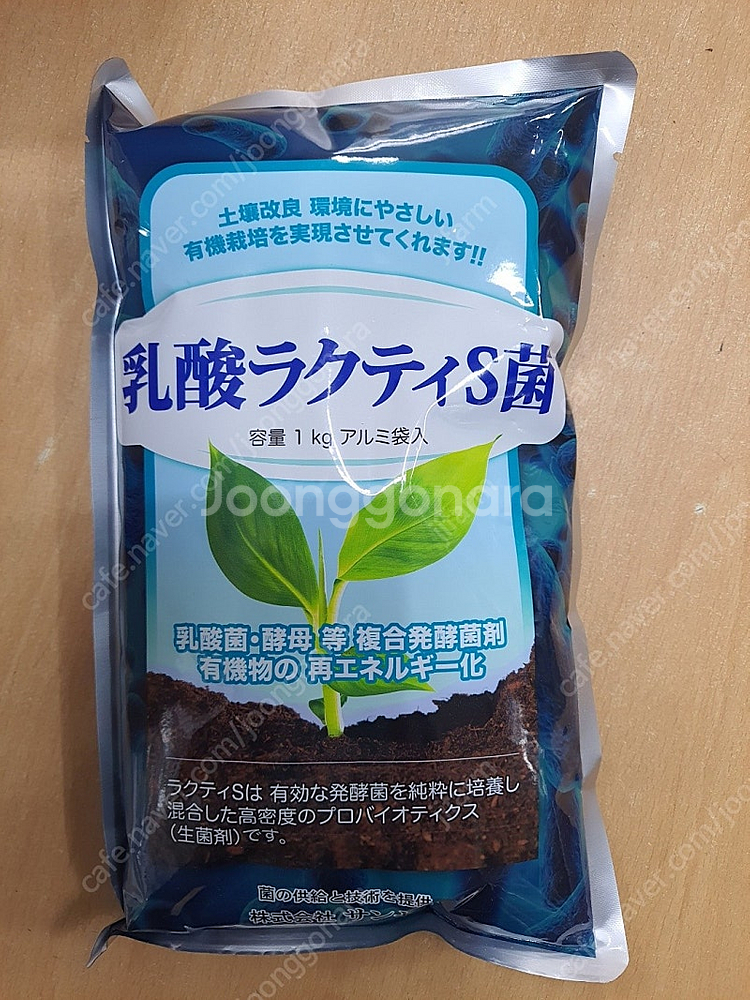 土壌改良 環境にやさしい
有機栽培を実現させてくれます!!
乳酸ラクティS菌
容量 1 kg アルミ袋入
Joonggonara
乳酸菌・酵母 等 複合発酵菌剤
有機物の 再エネルギー化
ラクティSは 有効な発酵菌を純粋に培養し
混合した高密度のプロバイオティクス
(生菌剤)です。
菌の供給と技術を提供
株式会社
cafe.naver.com/joonggonara